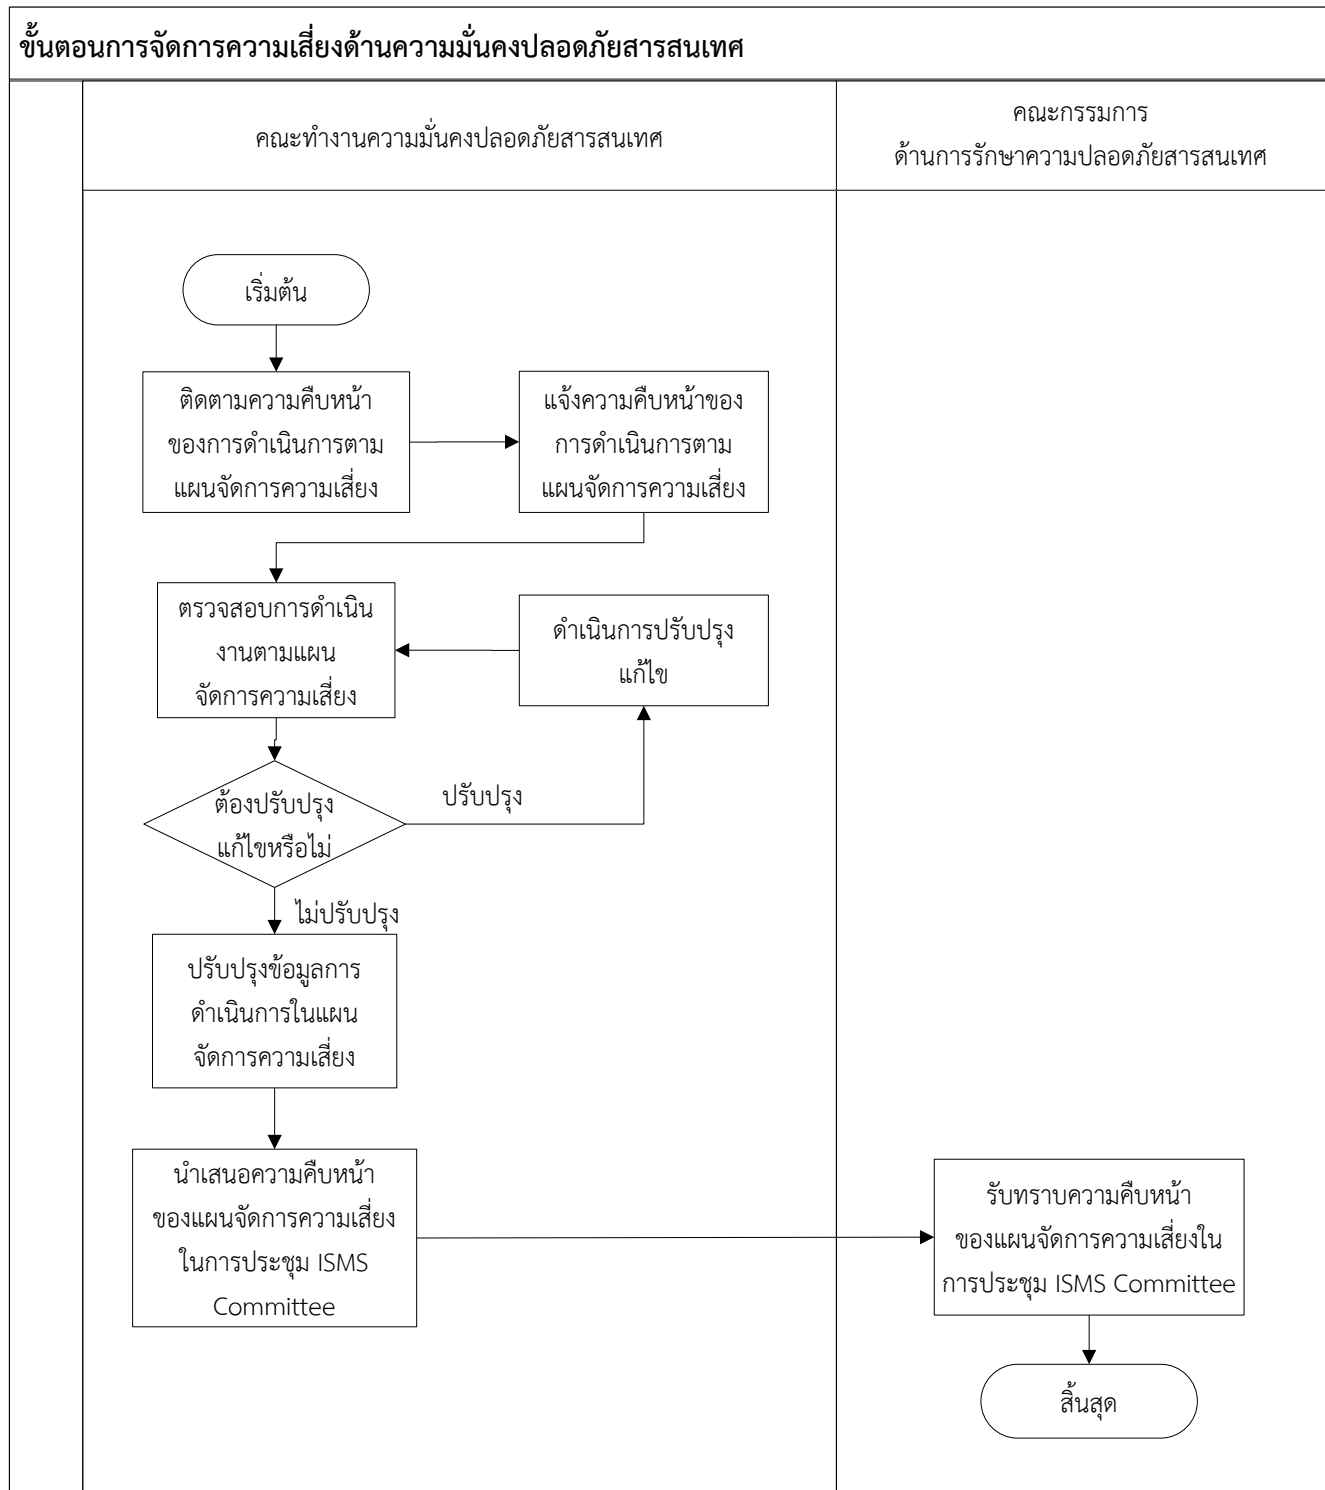 ขั้นตอนการจัดการความเสี่ยงด้านความมั่นคงปลอดภัยสารสนเทศ
คณะทำงานความมั่นคงปลอดภัยสารสนเทศ
คณะกรรมการ
ด้านการรักษาความปลอดภัยสารสนเทศ
เริ่มต้น
ติดตามความคืบหน้า
ของการดำเนินการตาม
แผนจัดการความเสี่ยง
แจ้งความคืบหน้าของ
การดำเนินการตาม
แผนจัดการความเสี่ยง
ตรวจสอบการดำเนิน
งานตามแผน
จัดการความเสี่ยง
ดำเนินการปรับปรุง
แก้ไข
ต้องปรับปรุง
แก้ไขหรือไม่
ปรับปรุง
ไม่ปรับปรุง
ปรับปรุงข้อมูลการ
ดำเนินการในแผน
จัดการความเสี่ยง
นำเสนอความคืบหน้า
ของแผนจัดการความเสี่ยง
ในการประชุม ISMS
Committee
รับทราบความคืบหน้า
ของแผนจัดการความเสี่ยงใน
การประชุม ISMS Committee
สิ้นสุด